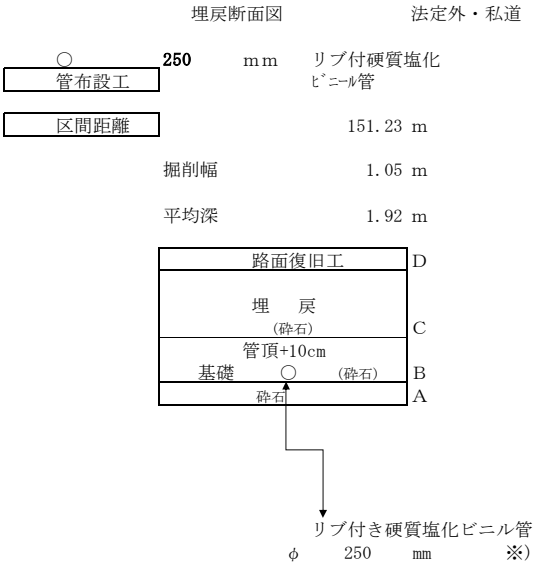 埋戻断面図 法定外・私道
○ 250 mm リブ付硬質塩化
管布設工 ﾋﾞﾆｰﾙ管
区間距離 151.23 m
掘削幅 1.05 m
平均深 1.92 m
路面復旧工 D
埋 戻
(砕石) C
管頂+10cm
基礎 ○ (砕石) B
砕石 A
リブ付き硬質塩化ビニル管
φ 250 mm ※)